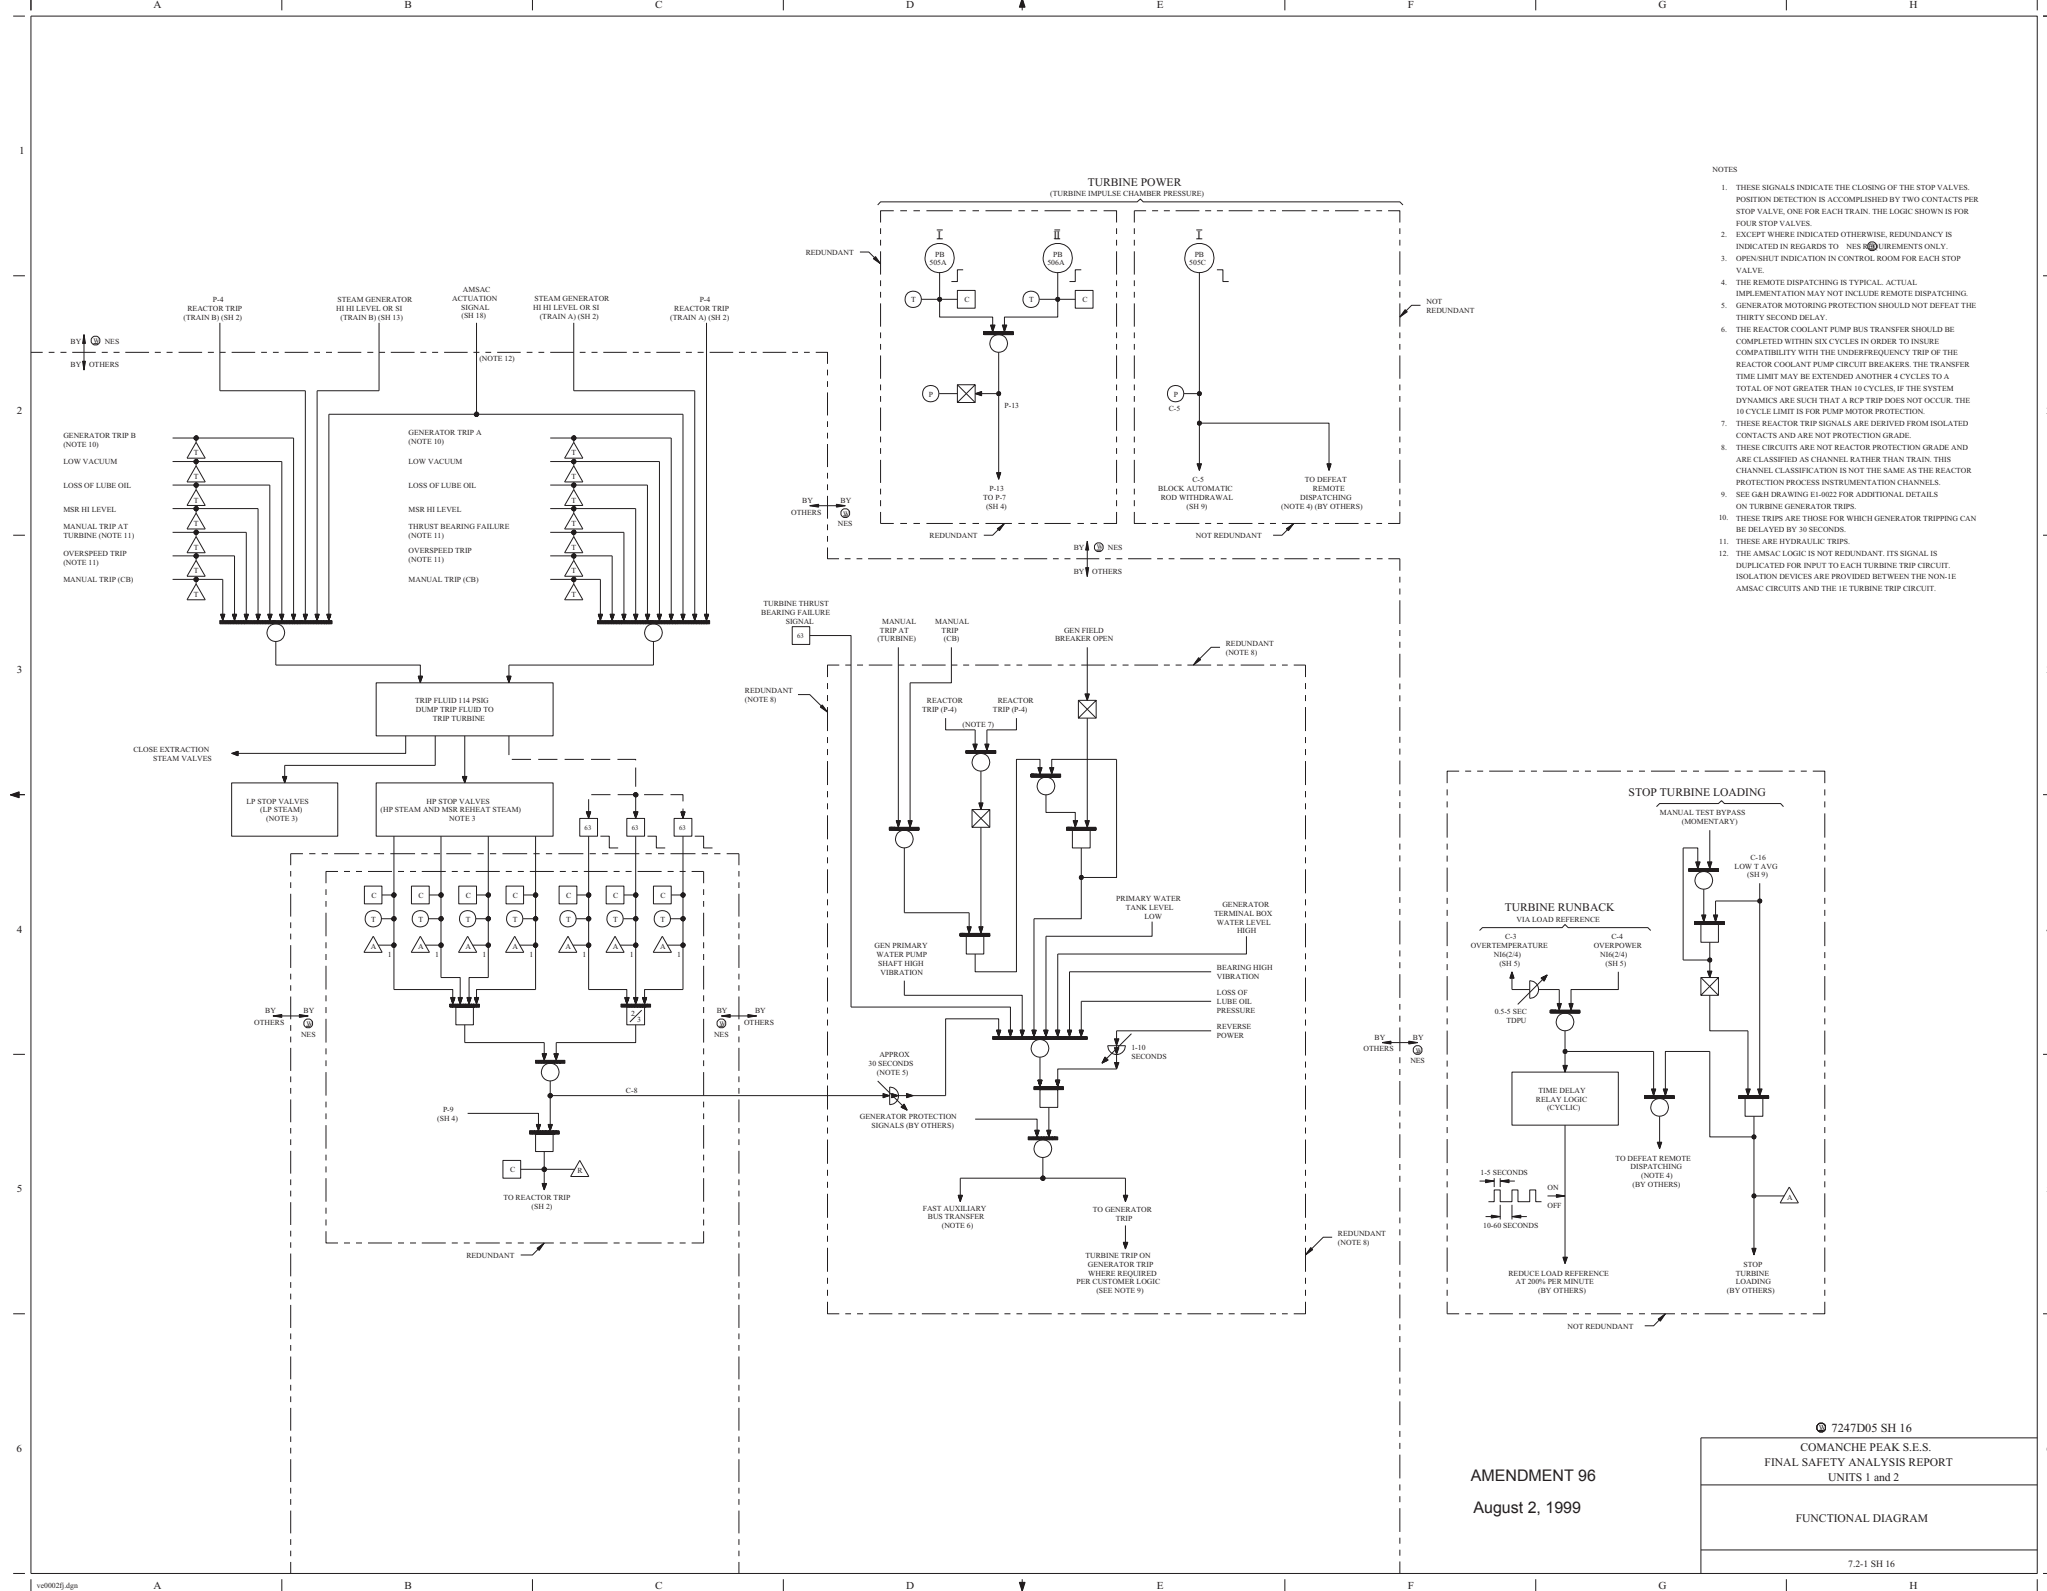 A
B
C
D
E
F
G
H
1
2
3
4
5
6
TURBINE POWER
(TURBINE IMPULSE CHAMBER PRESSURE)
I
II
I
PB
505A
PB
506A
PB
505C
REDUNDANT
T
C
T
C
NOT
REDUNDANT
P
P-13
P
C-5
P-13
TO P-7
(SH 4)
C-5
BLOCK AUTOMATIC
ROD WITHDRAWAL
(SH 9)
TO DEFEAT
REMOTE
DISPATCHING
(NOTE 4) (BY OTHERS)
REDUNDANT
NOT REDUNDANT
BY
OTHERS
BY
W
NES
BY W NES
BY OTHERS
NOTES
1. THESE SIGNALS INDICATE THE CLOSING OF THE STOP VALVES.
POSITION DETECTION IS ACCOMPLISHED BY TWO CONTACTS PER
STOP VALVE, ONE FOR EACH TRAIN. THE LOGIC SHOWN IS FOR
FOUR STOP VALVES.
2. EXCEPT WHERE INDICATED OTHERWISE, REDUNDANCY IS
INDICATED IN REGARDS TO NES REQUIREMENTS ONLY.
3. OPEN/SHUT INDICATION IN CONTROL ROOM FOR EACH STOP
VALVE.
4. THE REMOTE DISPATCHING IS TYPICAL. ACTUAL
IMPLEMENTATION MAY NOT INCLUDE REMOTE DISPATCHING.
5. GENERATOR MOTORING PROTECTION SHOULD NOT DEFEAT THE
THIRTY SECOND DELAY.
6. THE REACTOR COOLANT PUMP BUS TRANSFER SHOULD BE
COMPLETED WITHIN SIX CYCLES IN ORDER TO INSURE
COMPATIBILITY WITH THE UNDERFREQUENCY TRIP OF THE
REACTOR COOLANT PUMP CIRCUIT BREAKERS. THE TRANSFER
TIME LIMIT MAY BE EXTENDED ANOTHER 4 CYCLES TO A
TOTAL OF NOT GREATER THAN 10 CYCLES, IF THE SYSTEM
DYNAMICS ARE SUCH THAT A RCP TRIP DOES NOT OCCUR. THE
10 CYCLE LIMIT IS FOR PUMP MOTOR PROTECTION.
7. THESE REACTOR TRIP SIGNALS ARE DERIVED FROM ISOLATED
CONTACTS AND ARE NOT PROTECTION GRADE.
8. THESE CIRCUITS ARE NOT REACTOR PROTECTION GRADE AND
ARE CLASSIFIED AS CHANNEL RATHER THAN TRAIN. THIS
CHANNEL CLASSIFICATION IS NOT THE SAME AS THE REACTOR
PROTECTION PROCESS INSTRUMENTATION CHANNELS.
9. SEE G&H DRAWING E1-0022 FOR ADDITIONAL DETAILS
ON TURBINE GENERATOR TRIPS.
10. THESE TRIPS ARE THOSE FOR WHICH GENERATOR TRIPPING CAN
BE DELAYED BY 30 SECONDS.
11. THESE ARE HYDRAULIC TRIPS.
12. THE AMSAC LOGIC IS NOT REDUNDANT. ITS SIGNAL IS
DUPLICATED FOR INPUT TO EACH TURBINE TRIP CIRCUIT.
ISOLATION DEVICES ARE PROVIDED BETWEEN THE NON-1E
AMSAC CIRCUITS AND THE 1E TURBINE TRIP CIRCUIT.
P-4
REACTOR TRIP
(TRAIN B) (SH 2)
STEAM GENERATOR
HI HI LEVEL OR SI
(TRAIN B) (SH 13)
AMSAC
ACTUATION
SIGNAL
(SH 18)
STEAM GENERATOR
HI HI LEVEL OR SI
(TRAIN A) (SH 2)
P-4
REACTOR TRIP
(TRAIN A) (SH 2)
BY W NES
BY OTHERS
(NOTE 12)
GENERATOR TRIP B
(NOTE 10)
T
LOW VACUUM
T
LOSS OF LUBE OIL
T
MSR HI LEVEL
T
MANUAL TRIP AT
TURBINE (NOTE 11)
T
OVERSPEED TRIP
(NOTE 11)
T
MANUAL TRIP (CB)
T
GENERATOR TRIP A
(NOTE 10)
T
LOW VACUUM
T
LOSS OF LUBE OIL
T
MSR HI LEVEL
T
THRUST BEARING FAILURE
(NOTE 11)
T
OVERSPEED TRIP
(NOTE 11)
T
MANUAL TRIP (CB)
T
TRIP FLUID 114 PSIG
DUMP TRIP FLUID TO
TRIP TURBINE
CLOSE EXTRACTION
STEAM VALVES
LP STOP VALVES
(LP STEAM)
(NOTE 3)
HP STOP VALVES
(HP STEAM AND MSR REHEAT STEAM)
NOTE 3
63 63 63
C C C C C C C
T T T T T T T
A A A A A A A
1 1 1 1 1 1 1
2/3
BY
OTHERS
BY
W
NES
BY
W
NES
BY
OTHERS
C-8
P-9
(SH 4)
C
R
TO REACTOR TRIP
(SH 2)
REDUNDANT
TURBINE THRUST
BEARING FAILURE
SIGNAL
63
MANUAL
TRIP AT
(TURBINE)
MANUAL
TRIP
(CB)
GEN FIELD
BREAKER OPEN
REDUNDANT
(NOTE 8)
REDUNDANT
(NOTE 8)
REACTOR
TRIP (P-4)
REACTOR
TRIP (P-4)
(NOTE 7)
PRIMARY WATER
TANK LEVEL
LOW
GENERATOR
TERMINAL BOX
WATER LEVEL
HIGH
GEN PRIMARY
WATER PUMP
SHAFT HIGH
VIBRATION
BEARING HIGH
VIBRATION
LOSS OF
LUBE OIL
PRESSURE
REVERSE
POWER
1-10
SECONDS
APPROX
30 SECONDS
(NOTE 5)
GENERATOR PROTECTION
SIGNALS (BY OTHERS)
FAST AUXILIARY
BUS TRANSFER
(NOTE 6)
TO GENERATOR
TRIP
TURBINE TRIP ON
GENERATOR TRIP
WHERE REQUIRED
PER CUSTOMER LOGIC
(SEE NOTE 9)
REDUNDANT
(NOTE 8)
BY
OTHERS
BY
W
NES
STOP TURBINE LOADING
MANUAL TEST BYPASS
(MOMENTARY)
C-16
LOW T AVG
(SH 9)
TURBINE RUNBACK
VIA LOAD REFERENCE
C-3
OVERTEMPERATURE
NI6(2/4)
(SH 5)
C-4
OVERPOWER
NI6(2/4)
(SH 5)
0.5-5 SEC
TDPU
TIME DELAY
RELAY LOGIC
(CYCLIC)
TO DEFEAT REMOTE
DISPATCHING
(NOTE 4)
(BY OTHERS)
1-5 SECONDS
ON
OFF
10-60 SECONDS
A
REDUCE LOAD REFERENCE
AT 200% PER MINUTE
(BY OTHERS)
STOP
TURBINE
LOADING
(BY OTHERS)
NOT REDUNDANT
AMENDMENT 96
August 2, 1999
W 7247D05 SH 16
COMANCHE PEAK S.E.S.
FINAL SAFETY ANALYSIS REPORT
UNITS 1 and 2
FUNCTIONAL DIAGRAM
7.2-1 SH 16
ve0002fj.dgn
A
B
C
D
E
F
G
H